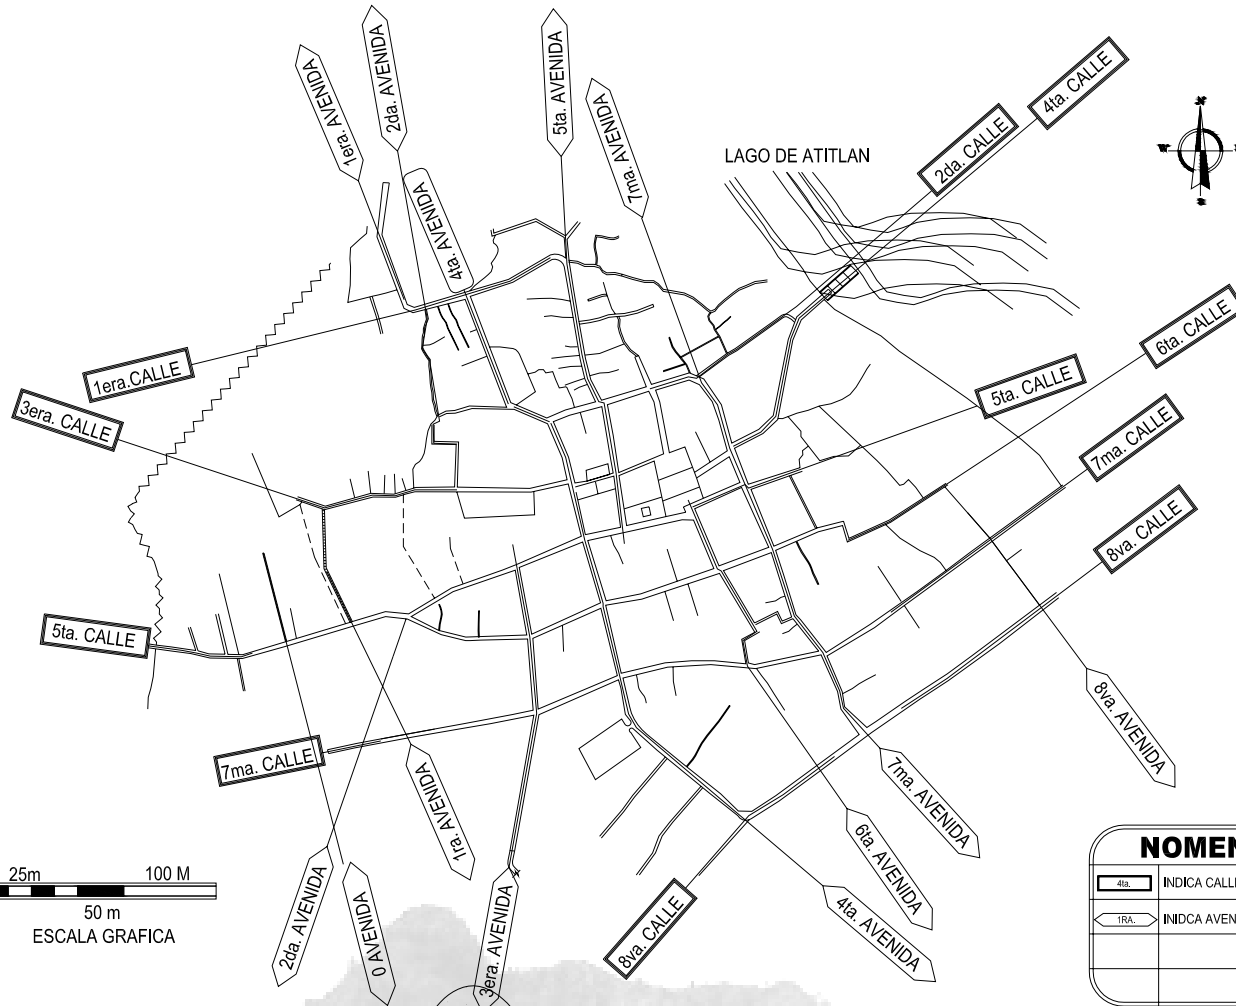 1era. AVENIDA
2da. AVENIDA
4ta. AVENIDA
5ta. AVENIDA
7ma. AVENIDA
LAGO DE ATITLAN
2da. CALLE
4ta. CALLE
1era.CALLE
3era. CALLE
5ta. CALLE
6ta. CALLE
7ma. CALLE
8va. CALLE
5ta. CALLE
7ma. CALLE
8va. AVENIDA
7ma. AVENIDA
6ta. AVENIDA
4ta. AVENIDA
8va. CALLE
1ra. AVENIDA
2da. AVENIDA
0 AVENIDA
3era. AVENIDA
25m 100 M
50 m
ESCALA GRAFICA
NOMEN
4ta. INDICA CALLE
1RA. INIDCA AVEN